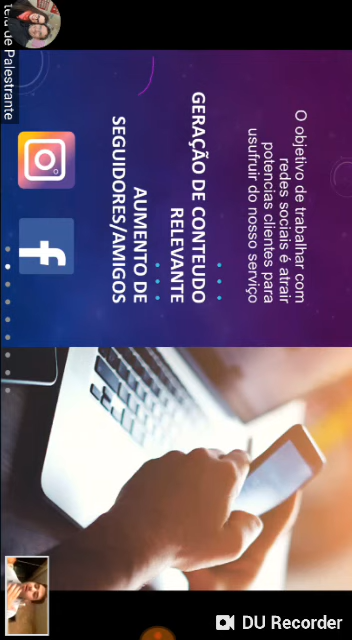 O objetivo de trabalhar com
redes sociais é atrair
potencias clientes para
usufruir do nosso serviço
GERAÇÃO DE CONTEUDO
RELEVANTE
AUMENTO DE
SEGUIDORES/AMIGOS
de Palestrante
DU Recorder